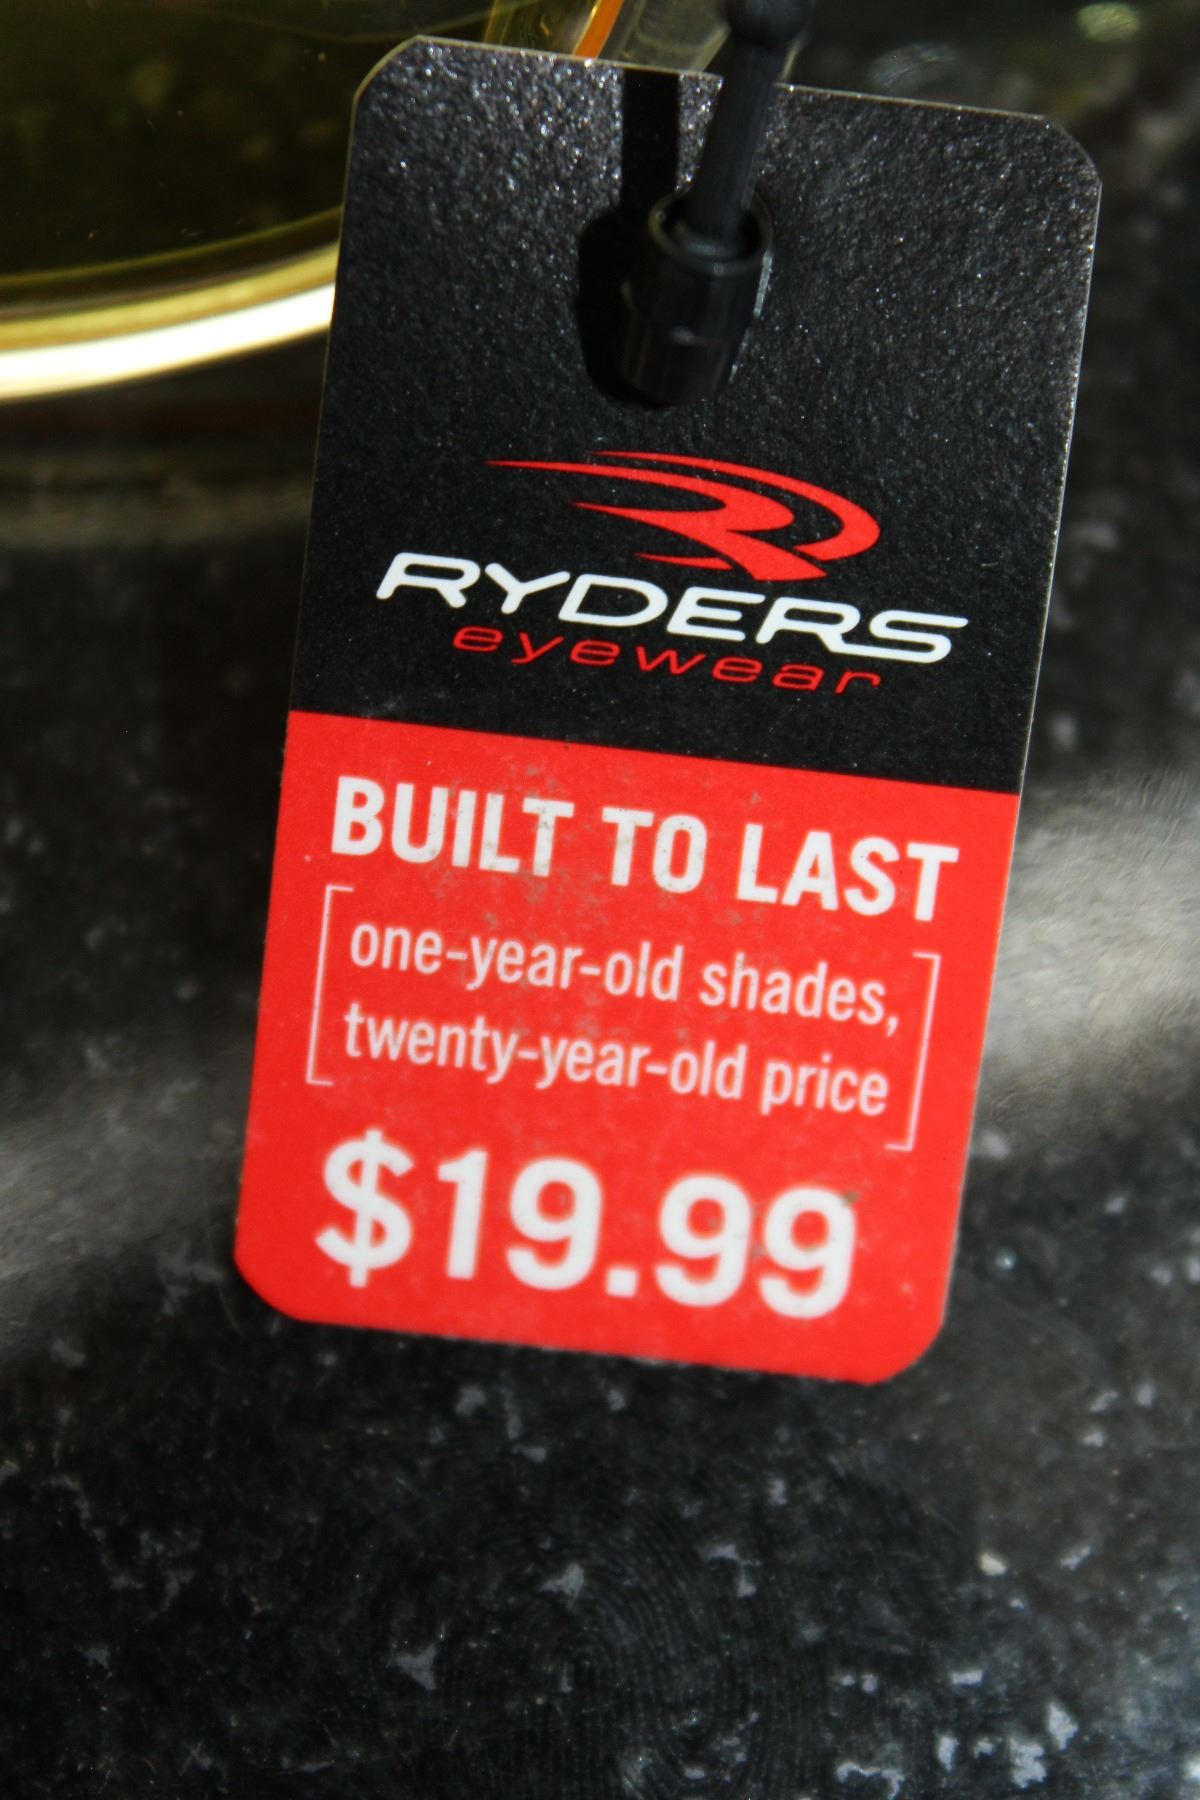 RYDERS
eyewear
BUILT TO LAST
one-year-old shades,
twenty-year-old price
$19.99